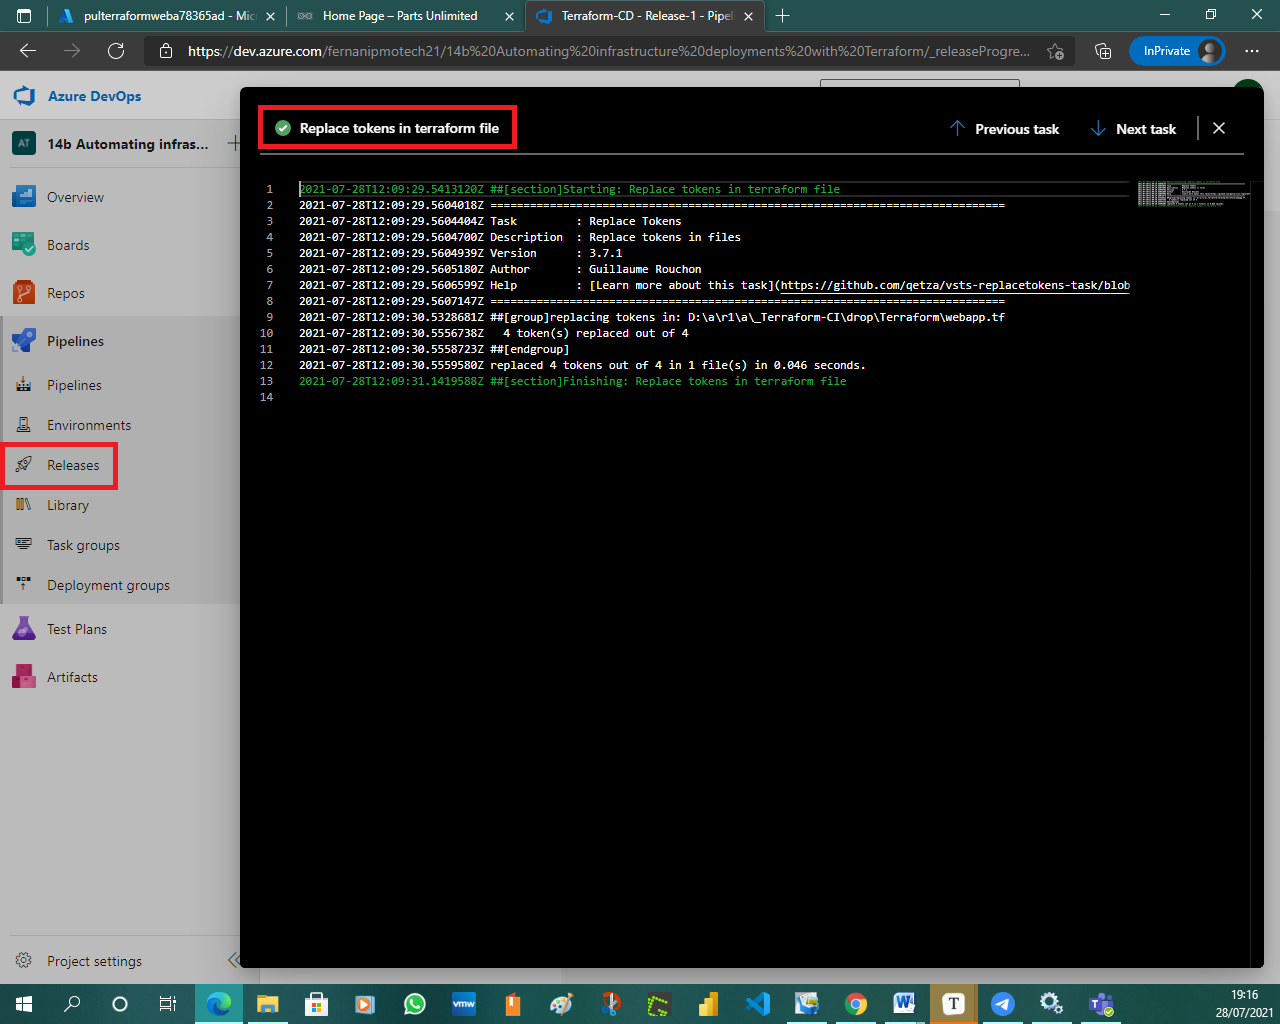 pulterraformweba78365ad - Mic
Home Page – Parts Unlimited
Terraform-CD - Release-1 - Pipel
https://dev.azure.com/fernanipmotech21/14b%20Automating%20infrastructure%20deployments%20with%20Terraform/_releaseProgre...
InPrivate
Azure DevOps
AT
14b Automating infras...
Overview
Boards
Repos
Pipelines
Pipelines
Environments
Releases
Library
Task groups
Deployment groups
Test Plans
Artifacts
Project settings
Replace tokens in terraform file
Previous task
Next task
1 2021-07-28T12:09:29.5413120Z ##[section]Starting: Replace tokens in terraform file
2 2021-07-28T12:09:29.5604018Z ==============================================================================
3 2021-07-28T12:09:29.5604404Z Task         : Replace Tokens
4 2021-07-28T12:09:29.5604700Z Description  : Replace tokens in files
5 2021-07-28T12:09:29.5604939Z Version      : 3.7.1
6 2021-07-28T12:09:29.5605180Z Author       : Guillaume Rouchon
7 2021-07-28T12:09:29.5606599Z Help         : [Learn more about this task](https://github.com/qetza/vsts-replacetokens-task/blob
8 2021-07-28T12:09:29.5607147Z ==============================================================================
9 2021-07-28T12:09:30.5328681Z ##[group]replacing tokens in: D:\a\r1\a\_Terraform-CI\drop\Terraform\webapp.tf
10 2021-07-28T12:09:30.5556738Z   4 token(s) replaced out of 4
11 2021-07-28T12:09:30.5558723Z ##[endgroup]
12 2021-07-28T12:09:30.5559580Z replaced 4 tokens out of 4 in 1 file(s) in 0.046 seconds.
13 2021-07-28T12:09:31.1419588Z ##[section]Finishing: Replace tokens in terraform file
14
vmw
W
T
19:16
28/07/2021